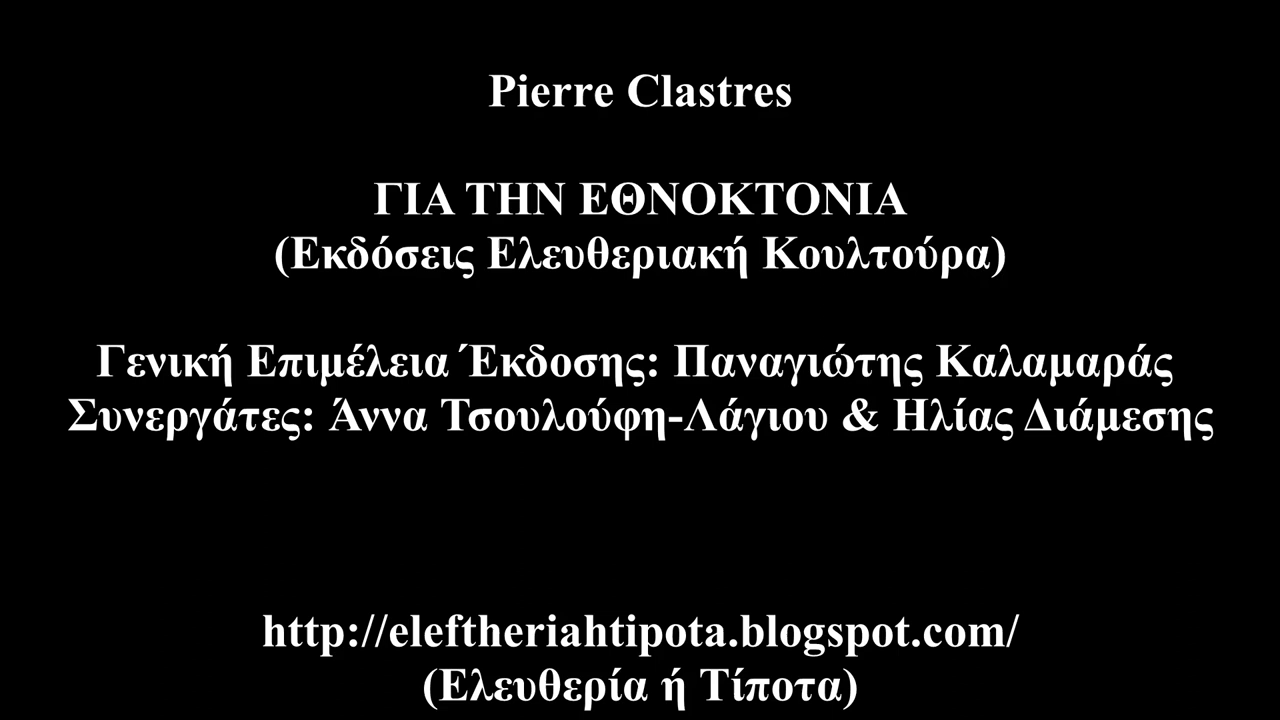 Pierre Clastres
ΓΙΑ ΤΗΝ ΕΘΝΟΚΤΟΝΙΑ
(Εκδόσεις Ελευθεριακή Κουλτούρα)
Γενική Επιμέλεια Έκδοσης: Παναγιώτης Καλαμαράς
Συνεργάτες: Άννα Τσουλούφη-Λάγιου & Ηλίας Διάμεσης
http://eleftheriahtipota.blogspot.com/
(Ελευθερία ή Τίποτα)